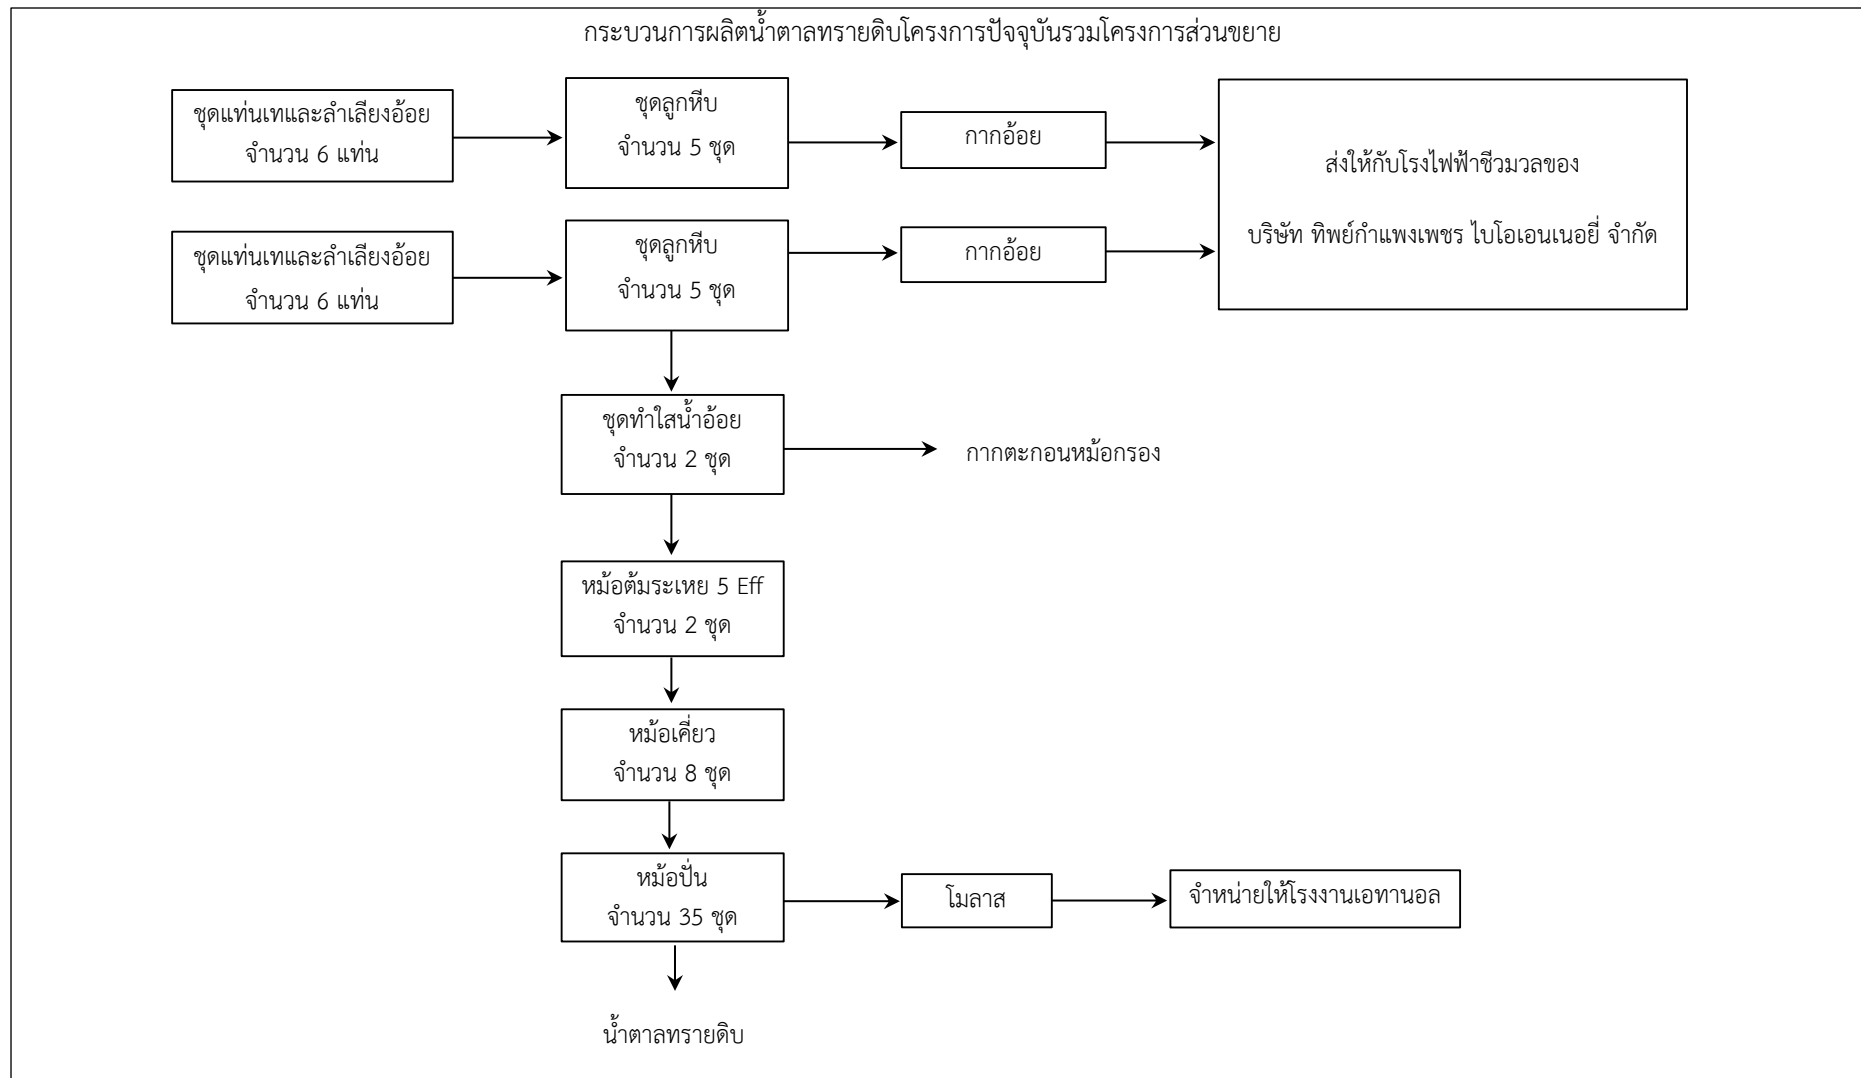 กระบวนการผลิตน้ำตาลทรายดิบโครงการปัจจุบันรวมโครงการส่วนขยาย
ชุดแท่นเทและลำเลียงอ้อย
จำนวน 6 แท่น
ชุดลูกหีบ
จำนวน 5 ชุด
กากอ้อย
ส่งให้กับโรงไฟฟ้าชีวมวลของ
บริษัท ทิพย์กำแพงเพชร ไบโอเอนเนอยี่ จำกัด
ชุดแท่นเทและลำเลียงอ้อย
จำนวน 6 แท่น
ชุดลูกหีบ
จำนวน 5 ชุด
กากอ้อย
ชุดทำใสน้ำอ้อย
จำนวน 2 ชุด
กากตะกอนหม้อกรอง
หม้อต้มระเหย 5 Eff
จำนวน 2 ชุด
หม้อเคี่ยว
จำนวน 8 ชุด
หม้อปั่น
จำนวน 35 ชุด
โมลาส
จำหน่ายให้โรงงานเอทานอล
น้ำตาลทรายดิบ